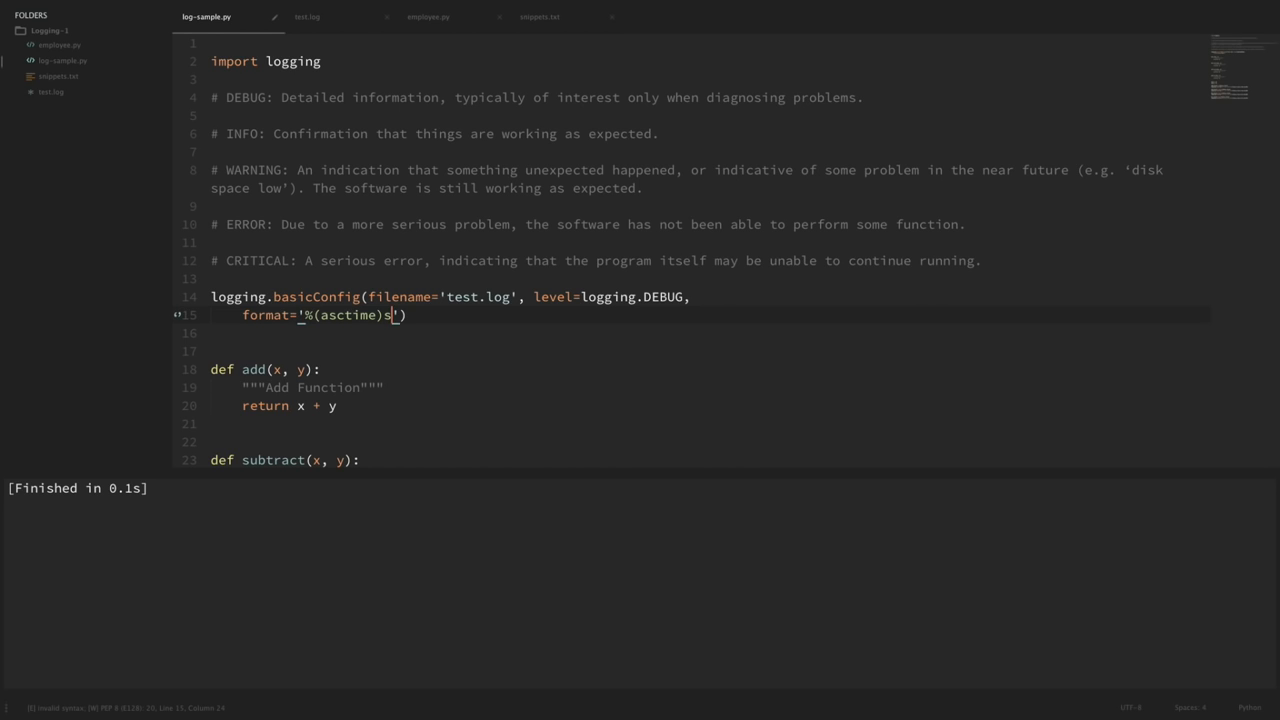 FOLDERS
Logging-1
employee.py
log-sample.py
snippets.txt
test.log
log-sample.py
test.log
employee.py
snippets.txt
1
2 import logging
3
4 # DEBUG: Detailed information, typically of interest only when diagnosing problems.
5
6 # INFO: Confirmation that things are working as expected.
7
8 # WARNING: An indication that something unexpected happened, or indicative of some problem in the near future (e.g. ‘disk
space low’). The software is still working as expected.
9
10 # ERROR: Due to a more serious problem, the software has not been able to perform some function.
11
12 # CRITICAL: A serious error, indicating that the program itself may be unable to continue running.
13
14 logging.basicConfig(filename='test.log', level=logging.DEBUG,
15 format='%(asctime)s')
16
17
18 def add(x, y):
19 """Add Function"""
20 return x + y
21
22
23 def subtract(x, y):
[Finished in 0.1s]
[E] invalid syntax; [W] PEP 8 (E128): 20, Line 15, Column 24
UTF-8
Spaces: 4
Python